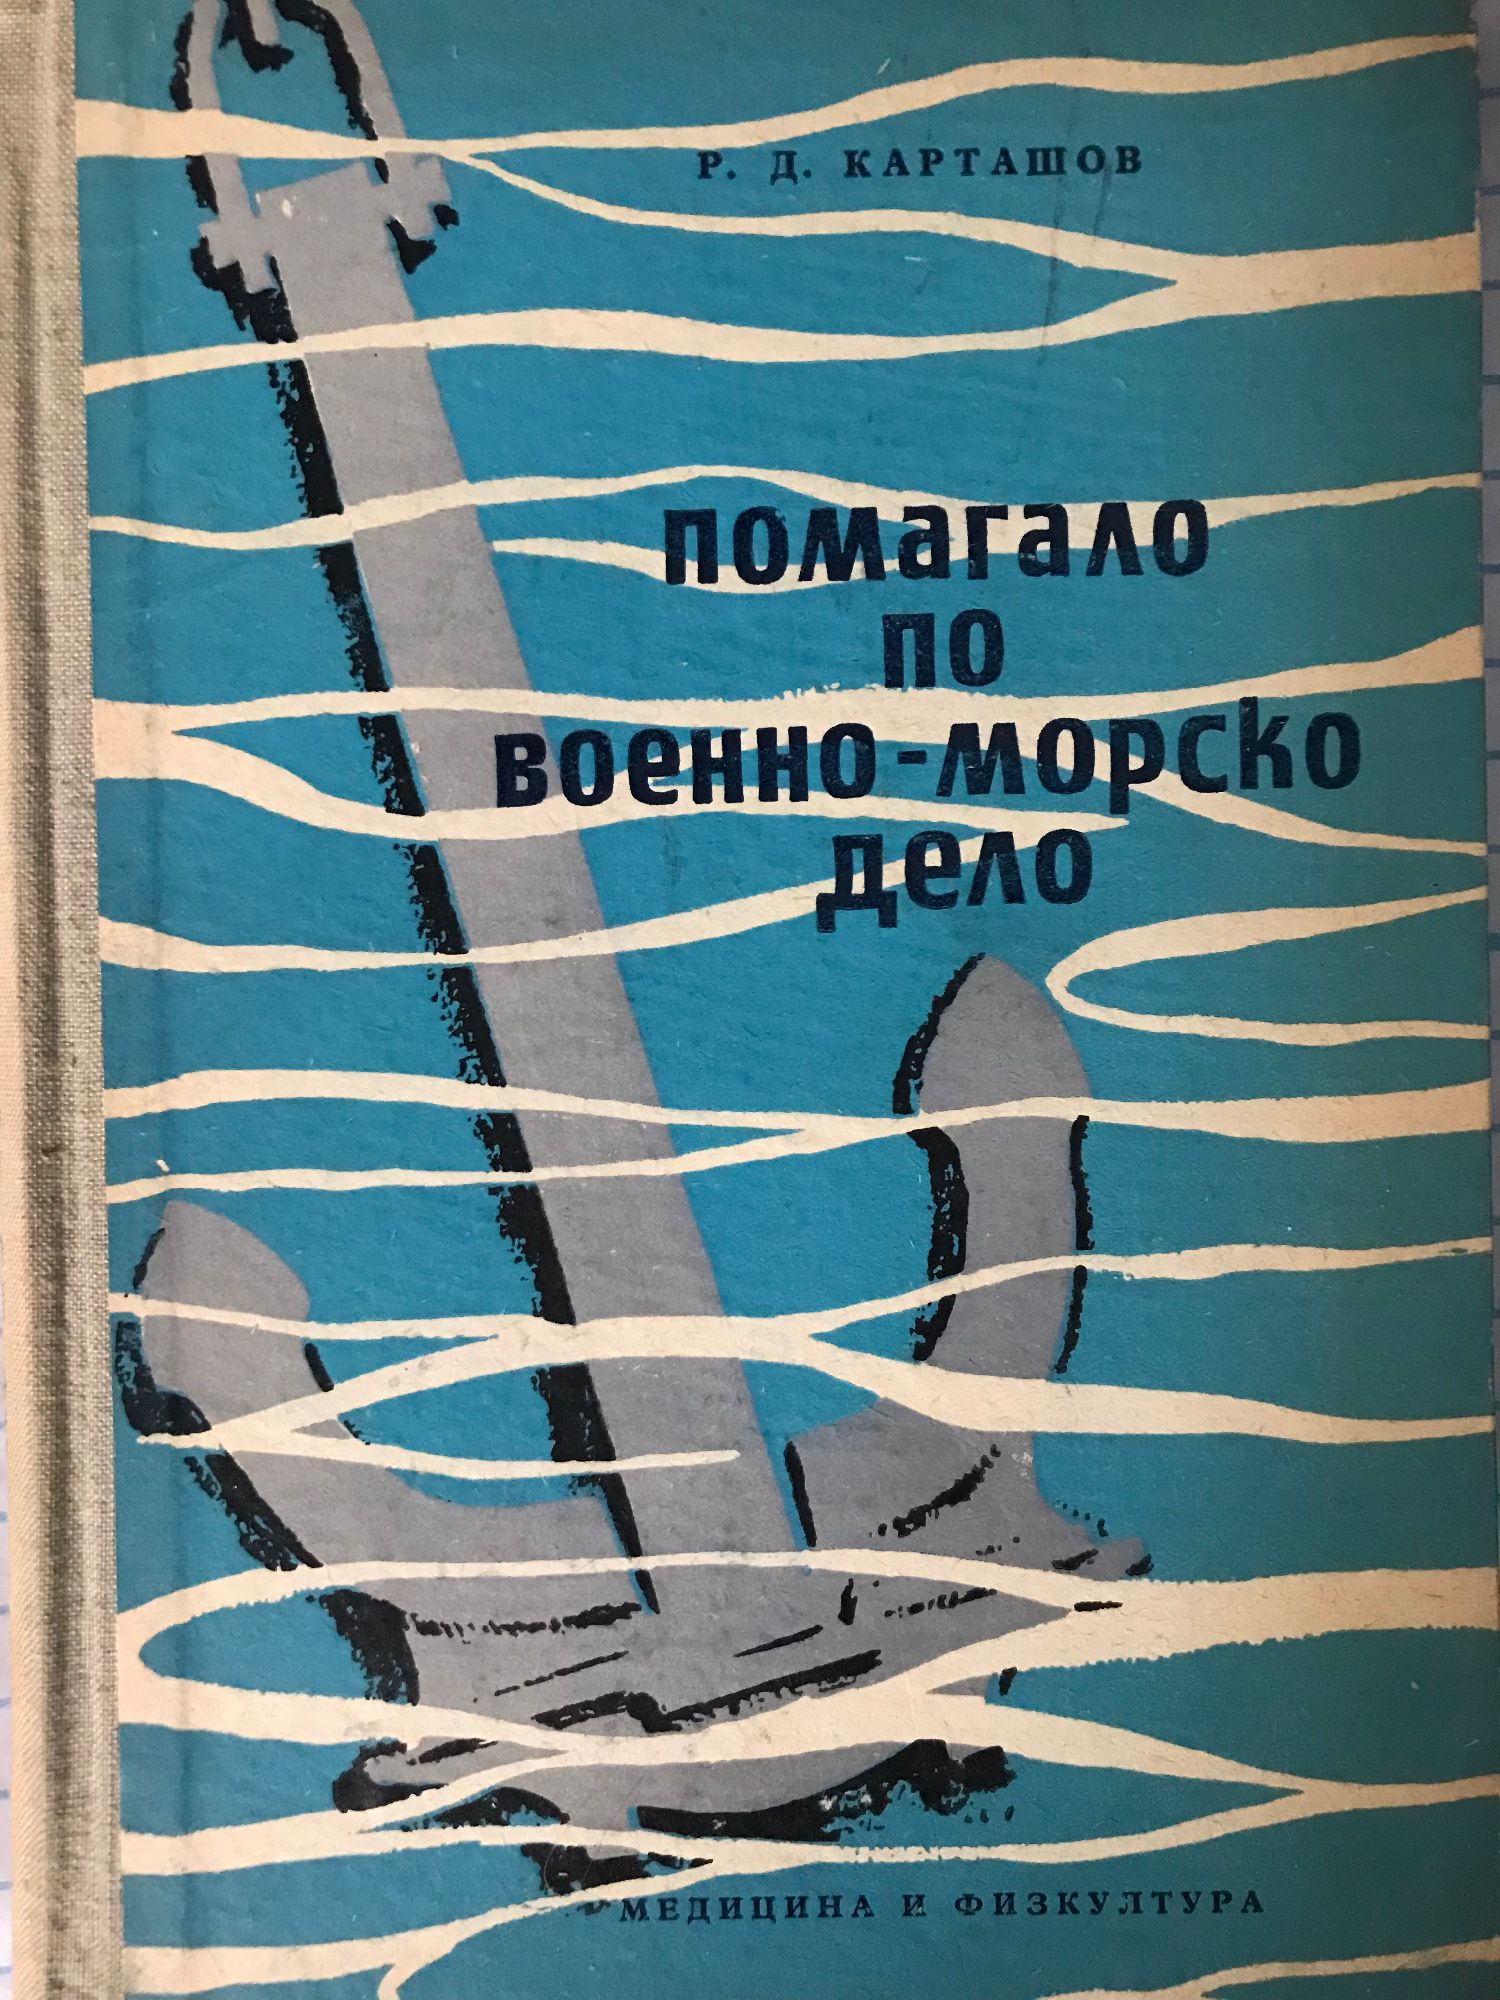 Р. Д. КАРТАШОВ
помагало
по
военно-морско
дело
МЕДИЦИНА И ФИЗКУЛТУРА